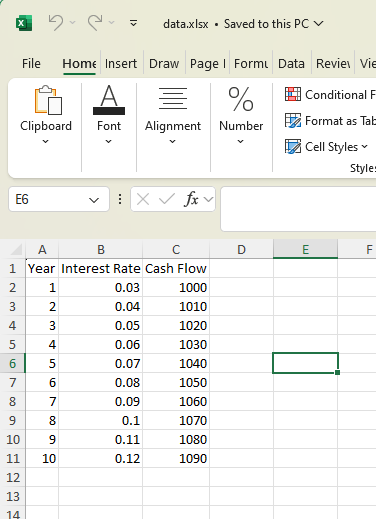 data.xlsx • Saved to this PC
File Home Insert Draw Page Formu Data Review Vie
Clipboard Font Alignment Number
Conditional F
Format as Tab
Cell Styles
Styles
E6 fx
A B C D E F
1 Year Interest Rate Cash Flow
2 1 0.03 1000
3 2 0.04 1010
4 3 0.05 1020
5 4 0.06 1030
6 5 0.07 1040
7 6 0.08 1050
8 7 0.09 1060
9 8 0.1 1070
10 9 0.11 1080
11 10 0.12 1090
12
13
14